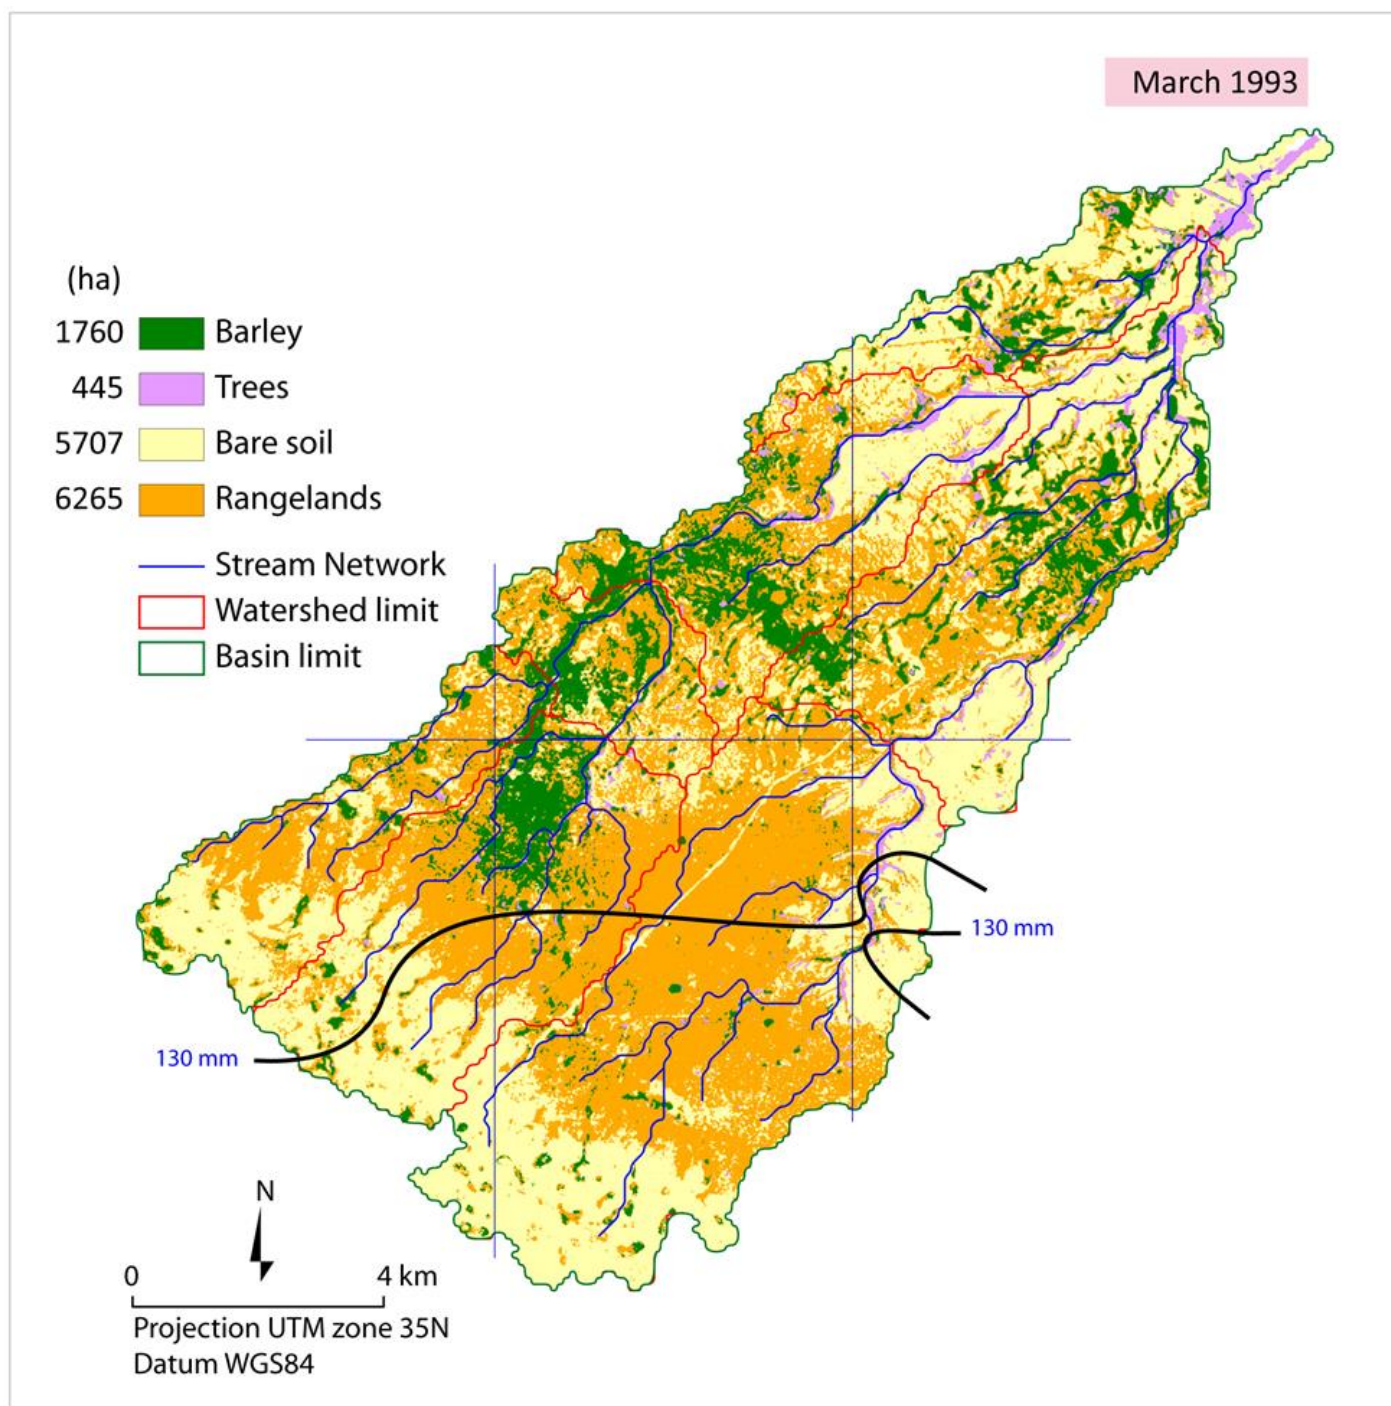 March 1993
(ha)
1760 Barley
445 Trees
5707 Bare soil
6265 Rangelands
Stream Network
Watershed limit
Basin limit
130 mm
130 mm
N
0 4 km
Projection UTM zone 35N
Datum WGS84